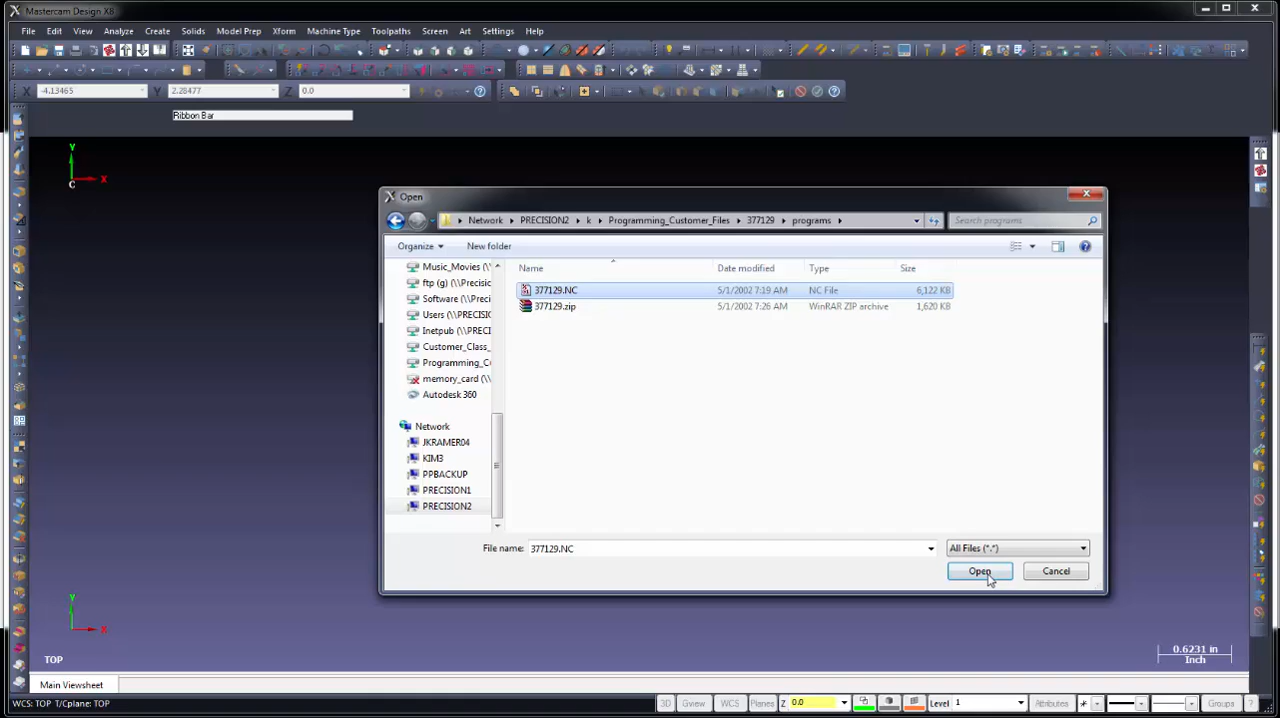 Mastercam Design X8
File Edit View Analyze Create Solids Model Prep Xform Machine Type Toolpaths Screen Art Settings Help
X -4.13465 Y 2.28477 Z 0.0
Ribbon Bar
Y
X
C
Open
Network PRECISION2 k Programming_Customer_Files 377129 programs Search programs
Organize New folder
Name Date modified Type Size
Music_Movies (\\
ftp (g) (\\Precisic
Software (\\Preci
Users (\\PRECISIO
Inetpub (\\PRECI
Customer_Class_
Programming_Cu
memory_card (\\
Autodesk 360
Network
JKRAMER04
KIM3
PPBACKUP
PRECISION1
PRECISION2
377129.NC 5/1/2002 7:19 AM NC File 6,122 KB
377129.zip 5/1/2002 7:26 AM WinRAR ZIP archive 1,620 KB
File name: 377129.NC All Files (*.*)
Open Cancel
Y
X
TOP
0.6231 in
Inch
Main Viewsheet
WCS: TOP T/Cplane: TOP 3D Gview WCS Planes Z 0.0 Level 1 Attributes Groups ?